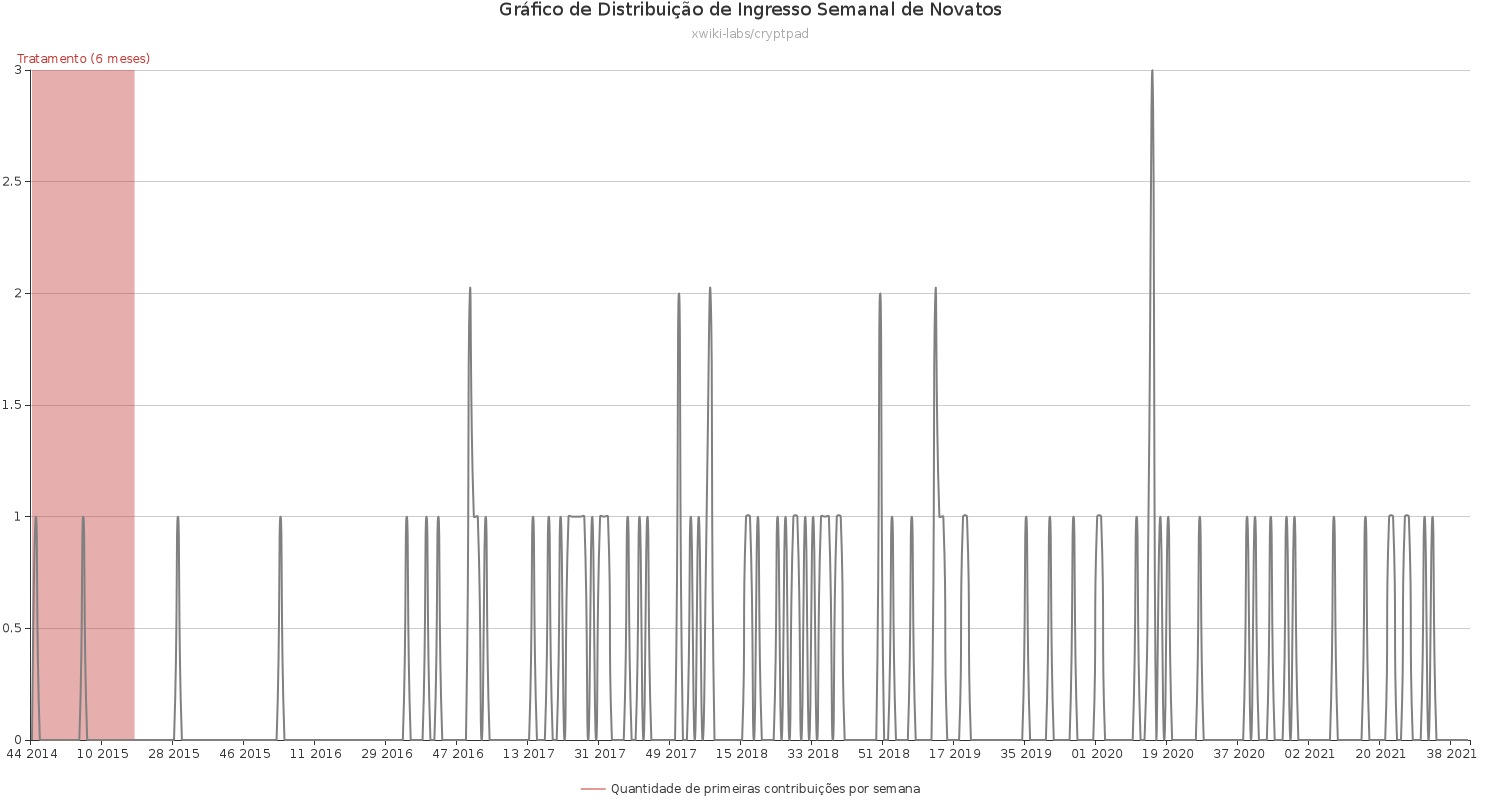 Gráfico de Distribuição de Ingresso Semanal de Novatos
xwiki-labs/cryptpad
Tratamento (6 meses)
3
2.5
2
1.5
1
0.5
0
44 2014 10 2015 28 2015 46 2015 11 2016 29 2016 47 2016 13 2017 31 2017 49 2017 15 2018 33 2018 51 2018 17 2019 35 2019 01 2020 19 2020 37 2020 02 2021 20 2021 38 2021
Quantidade de primeiras contribuições por semana